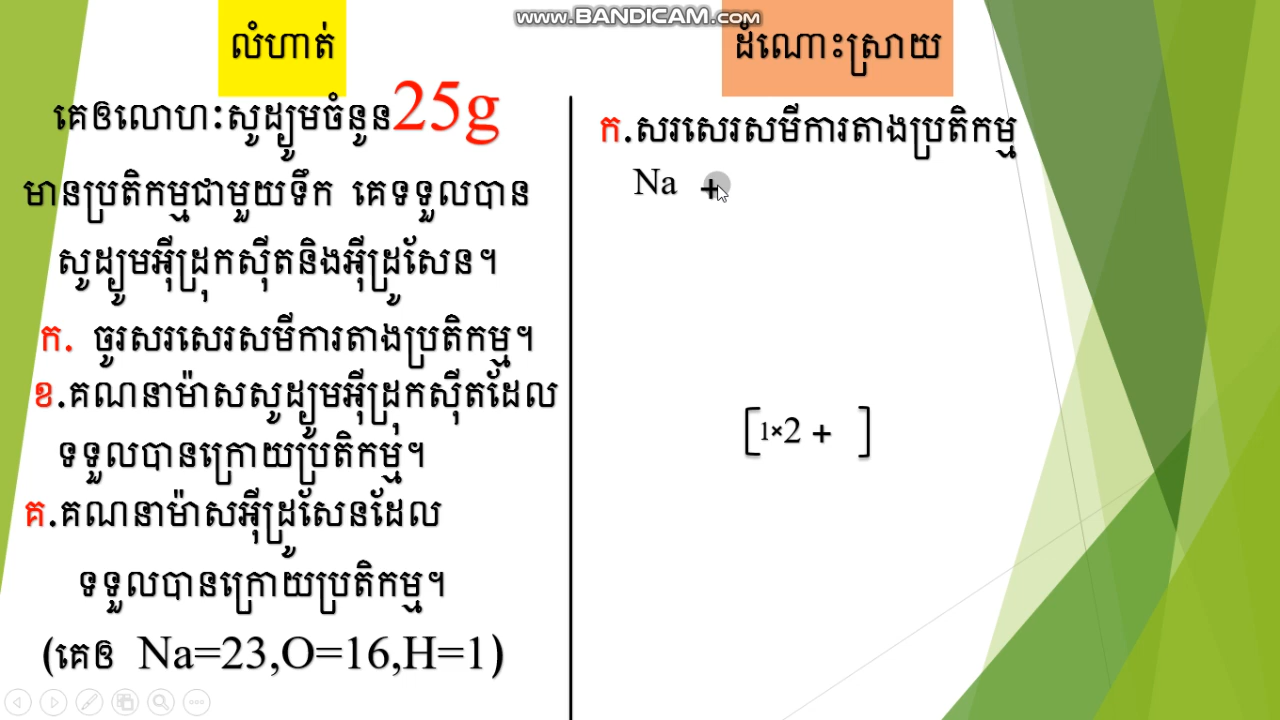 www.BANDICAM.com
លំហាត់
គេឲលោហៈសូដ្យូមចំនួន25g
មានប្រតិកម្មជាមួយទឹក គេទទួលបាន
សូដ្យូមអ៊ីដ្រុកស៊ីតនិងអ៊ីដ្រូសែន។
ក. ចូរសរសេរសមីការតាងប្រតិកម្ម។
ខ.គណនាម៉ាសសូដ្យូមអ៊ីដ្រុកស៊ីតដែល
ទទួលបានក្រោយប្រតិកម្ម។
គ.គណនាម៉ាសអ៊ីដ្រូសែនដែល
ទទួលបានក្រោយប្រតិកម្ម។
(គេឲ Na=23,O=16,H=1)
ដំណោះស្រាយ
ក.សរសេរសមីការតាងប្រតិកម្ម
Na +
[1×2 + ]